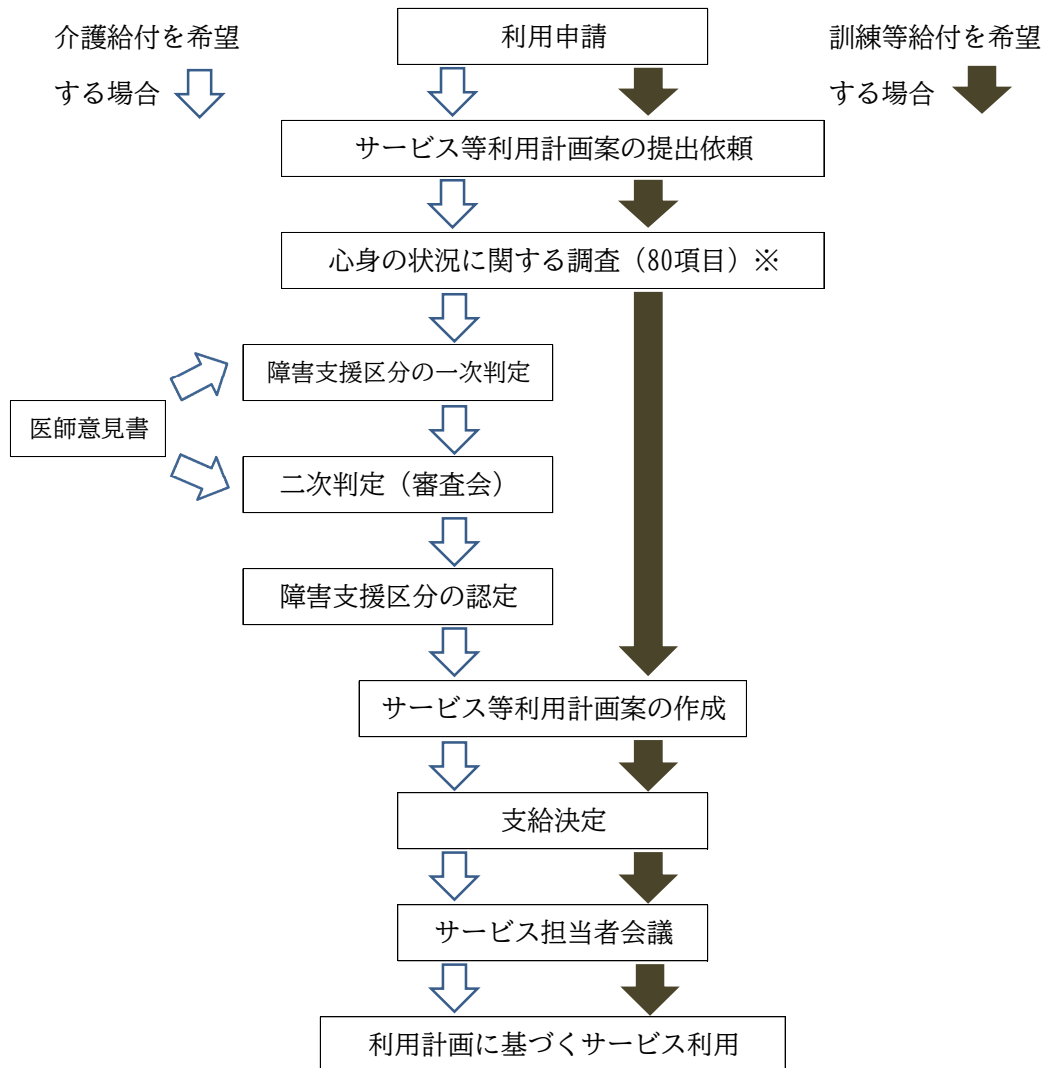 介護給付を希望
する場合
利用申請
訓練等給付を希望
する場合
サービス等利用計画案の提出依頼
心身の状況に関する調査（80項目）※
障害支援区分の一次判定
医師意見書
二次判定（審査会）
障害支援区分の認定
サービス等利用計画案の作成
支給決定
サービス担当者会議
利用計画に基づくサービス利用